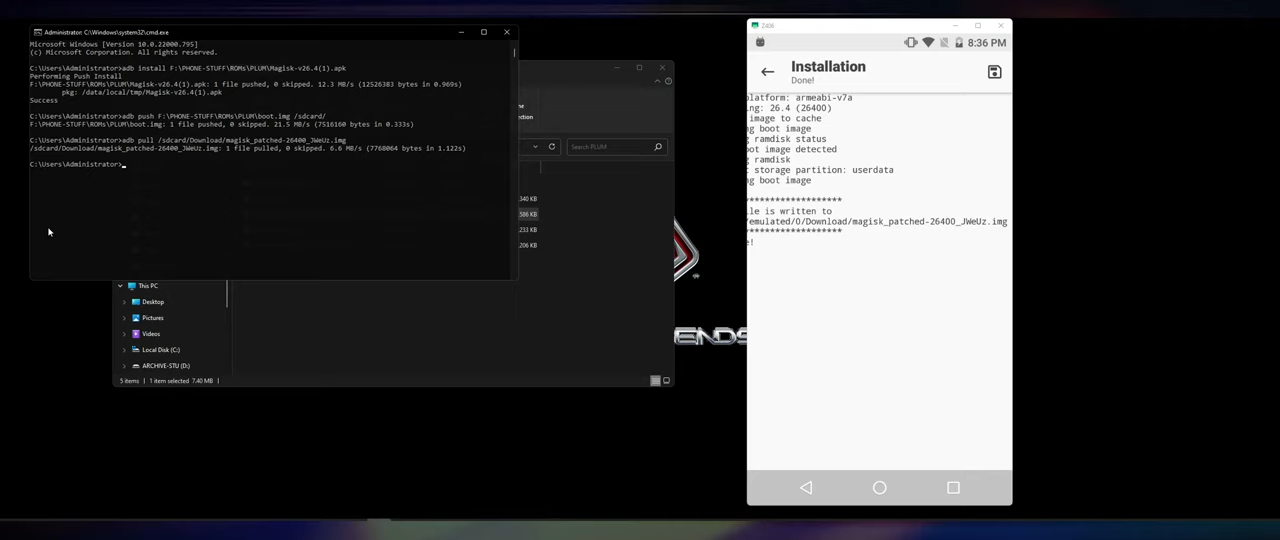 Administrator: C:\Windows\system32\cmd.exe
Microsoft Windows [Version 10.0.22000.795]
(c) Microsoft Corporation. All rights reserved.
C:\Users\Administrator>adb install F:\PHONE-STUFF\ROMs\PLUM\Magisk-v26.4(1).apk
Performing Push Install
F:\PHONE-STUFF\ROMs\PLUM\Magisk-v26.4(1).apk: 1 file pushed, 0 skipped. 12.3 MB/s (12526383 bytes in 0.969s)
pkg: /data/local/tmp/Magisk-v26.4(1).apk
Success
C:\Users\Administrator>adb push F:\PHONE-STUFF\ROMs\PLUM\boot.img /sdcard/
F:\PHONE-STUFF\ROMs\PLUM\boot.img: 1 file pushed, 0 skipped. 21.5 MB/s (7516160 bytes in 0.333s)
C:\Users\Administrator>adb pull /sdcard/Download/magisk_patched-26400_JWeUz.img
/sdcard/Download/magisk_patched-26400_JWeUz.img: 1 file pulled, 0 skipped. 6.6 MB/s (7768064 bytes in 1.122s)
C:\Users\Administrator>
ne
ection
Search PLUM
,340 KB
,586 KB
,233 KB
,206 KB
This PC
Desktop
Pictures
Videos
Local Disk (C:)
ARCHIVE-STU (D:)
5 items
1 item selected 7.40 MB
ENDS
8:36 PM
Installation
Done!
platform: armeabi-v7a
ing: 26.4 (26400)
image to cache
ng boot image
ramdisk status
oot image detected
ng ramdisk
t storage partition: userdata
ng boot image
******************
ile is written to
/emulated/0/Download/magisk_patched-26400_JWeUz.img
******************
e!